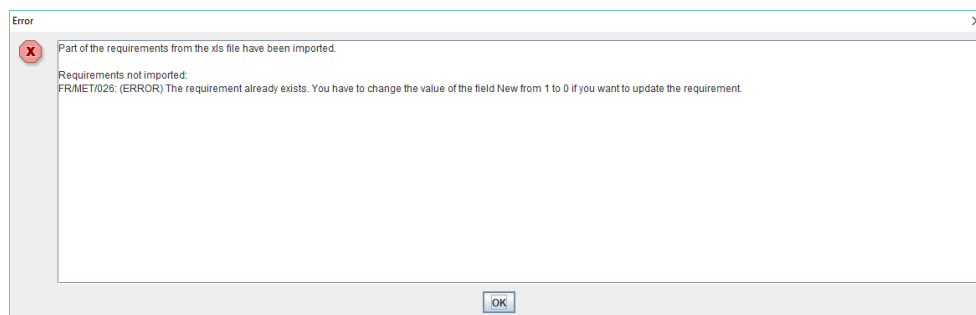 Error
Part of the requirements from the xls file have been imported.
Requirements not imported:
FR/MET/026: (ERROR) The requirement already exists. You have to change the value of the field New from 1 to 0 if you want to update the requirement.
OK